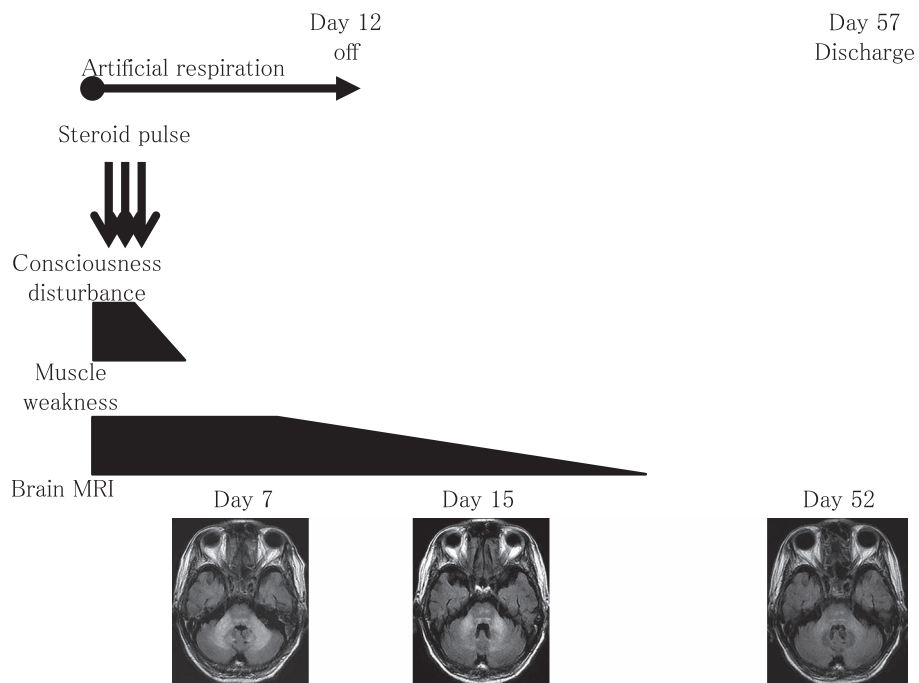 Day 12
off
Day 57
Discharge
Artificial respiration
Steroid pulse
Consciousness
disturbance
Muscle
weakness
Brain MRI
Day 7
Day 15
Day 52